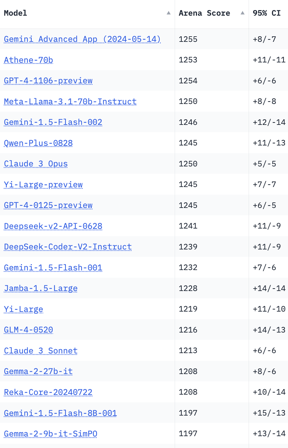 Model Arena Score 95% CI
Gemini Advanced App (2024-05-14) 1255 +8/-7
Athene-70b 1253 +11/-11
GPT-4-1106-preview 1254 +6/-6
Meta-Llama-3.1-70b-Instruct 1250 +8/-8
Gemini-1.5-Flash-002 1246 +12/-14
Qwen-Plus-0828 1245 +11/-13
Claude 3 Opus 1250 +5/-5
Yi-Large-preview 1245 +7/-7
GPT-4-0125-preview 1245 +6/-5
Deepseek-v2-API-0628 1241 +11/-9
DeepSeek-Coder-V2-Instruct 1239 +11/-9
Gemini-1.5-Flash-001 1232 +7/-6
Jamba-1.5-Large 1228 +14/-14
Yi-Large 1219 +11/-10
GLM-4-0520 1216 +14/-13
Claude 3 Sonnet 1213 +6/-6
Gemma-2-27b-it 1208 +8/-6
Reka-Core-20240722 1208 +10/-14
Gemini-1.5-Flash-8B-001 1197 +15/-13
Gemma-2-9b-it-SimPO 1197 +13/-14